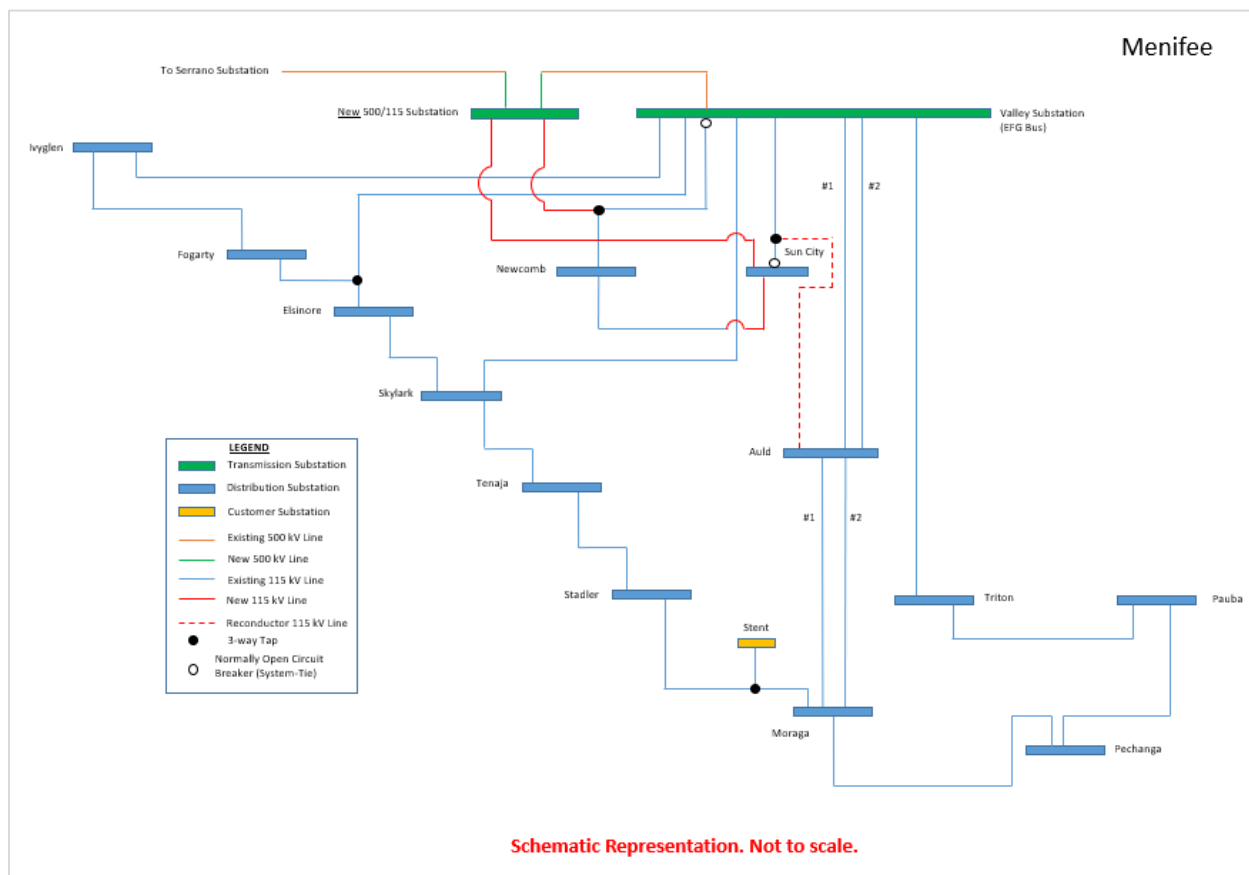 Menifee
To Serrano Substation
New 500/115 Substation
Valley Substation
(EFG Bus)
Ivyglen
#1
#2
Fogarty
Newcomb
Sun City
Elsinore
Skylark
LEGEND
Transmission Substation
Distribution Substation
Customer Substation
Existing 500 kV Line
New 500 kV Line
Existing 115 kV Line
New 115 kV Line
Reconductor 115 kV Line
3-way Tap
Normally Open Circuit
Breaker (System-Tie)
Auld
Tenaja
#1
#2
Stadler
Triton
Pauba
Stent
Moraga
Pechanga
Schematic Representation. Not to scale.